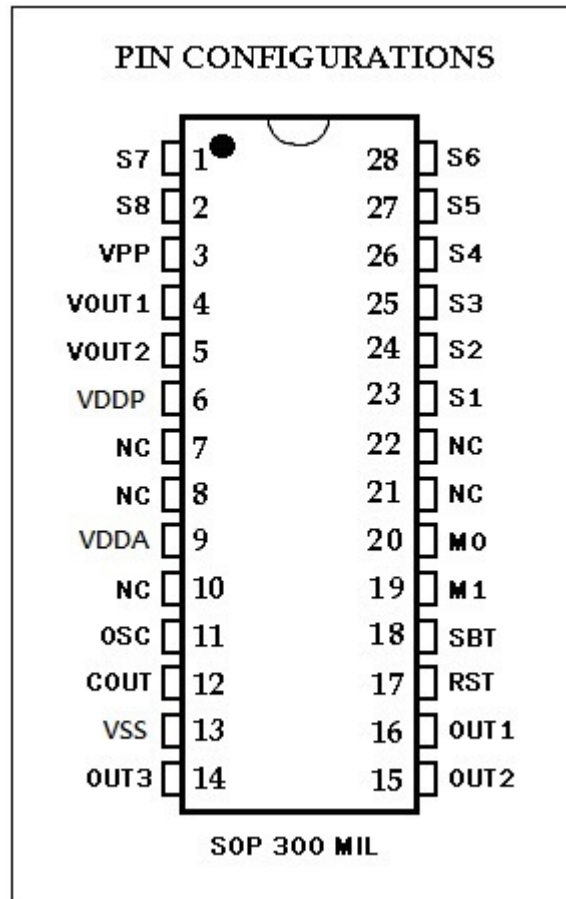 PIN CONFIGURATIONS
S7 1 28 S6
S8 2 27 S5
VPP 3 26 S4
VOUT1 4 25 S3
VOUT2 5 24 S2
VDDP 6 23 S1
NC 7 22 NC
NC 8 21 NC
VDDA 9 20 M0
NC 10 19 M1
OSC 11 18 SBT
COUT 12 17 RST
VSS 13 16 OUT1
OUT3 14 15 OUT2
SOP 300 MIL